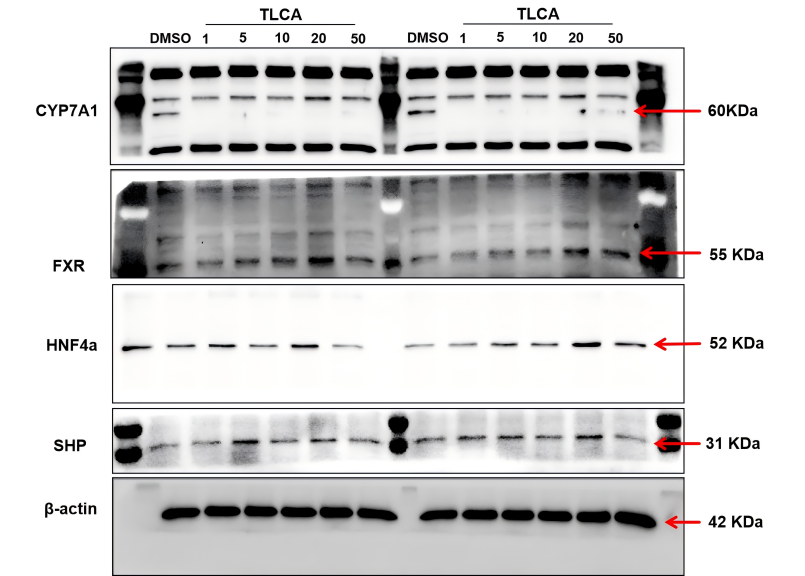 TLCA TLCA
DMSO 1 5 10 20 50 DMSO 1 5 10 20 50
CYP7A1 60KDa
FXR 55 KDa
HNF4a 52 KDa
SHP 31 KDa
β-actin 42 KDa